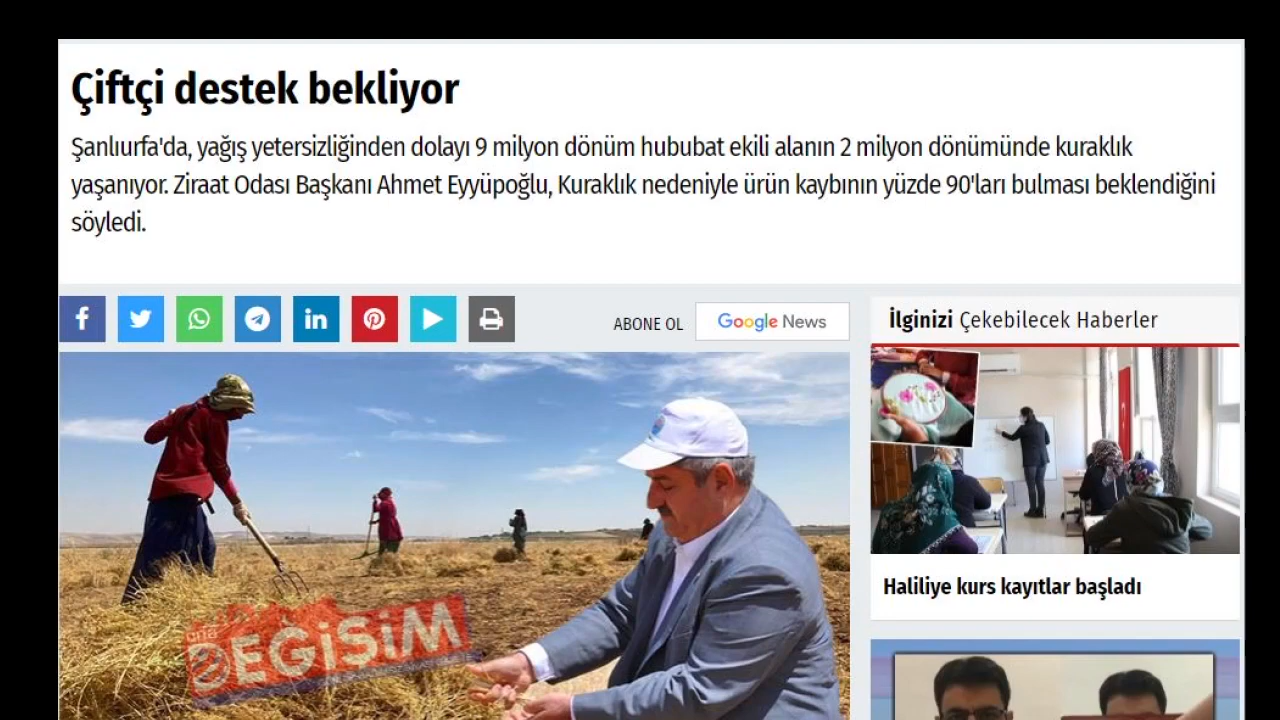 Çiftçi destek bekliyor
Şanlıurfa'da, yağış yetersizliğinden dolayı 9 milyon dönüm hububat ekili alanın 2 milyon dönümünde kuraklık
yaşanıyor. Ziraat Odası Başkanı Ahmet Eyyüpoğlu, Kuraklık nedeniyle ürün kaybının yüzde 90'ları bulması beklendiğini
söyledi.
ABONE OL
Google News
İlginizi Çekebilecek Haberler
DEĞİŞİM
Haliliye kurs kayıtlar başladı